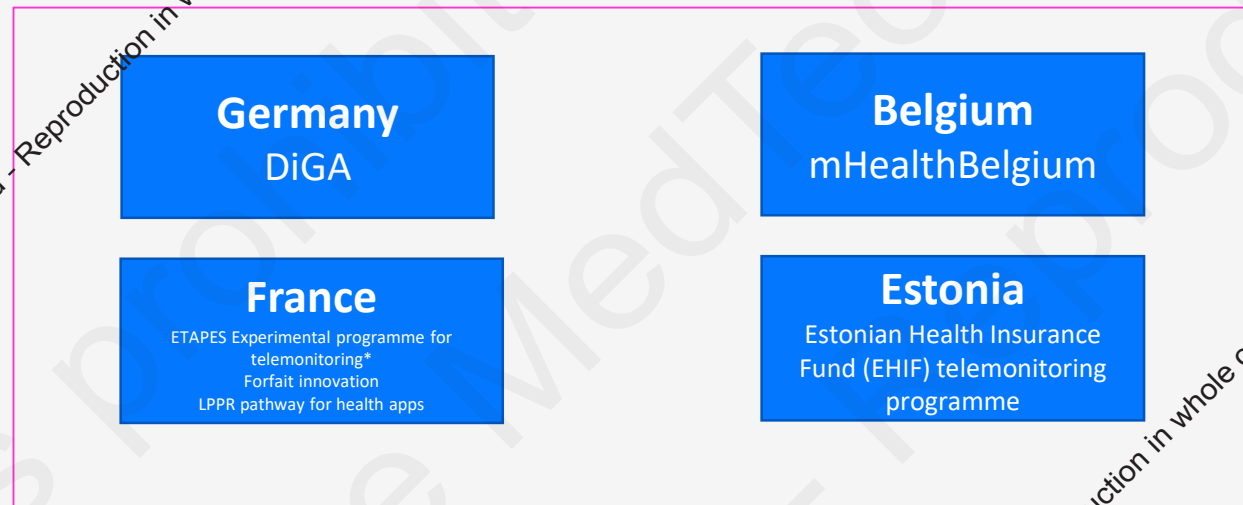 - Reproduction in
Germany
DiGA
Belgium
mHealthBelgium
France
ETAPES Experimental programme for
telemonitoring*
Forfait innovation
LPPR pathway for health apps
Estonia
Estonian Health Insurance
Fund (EHIF) telemonitoring
programme
in whole